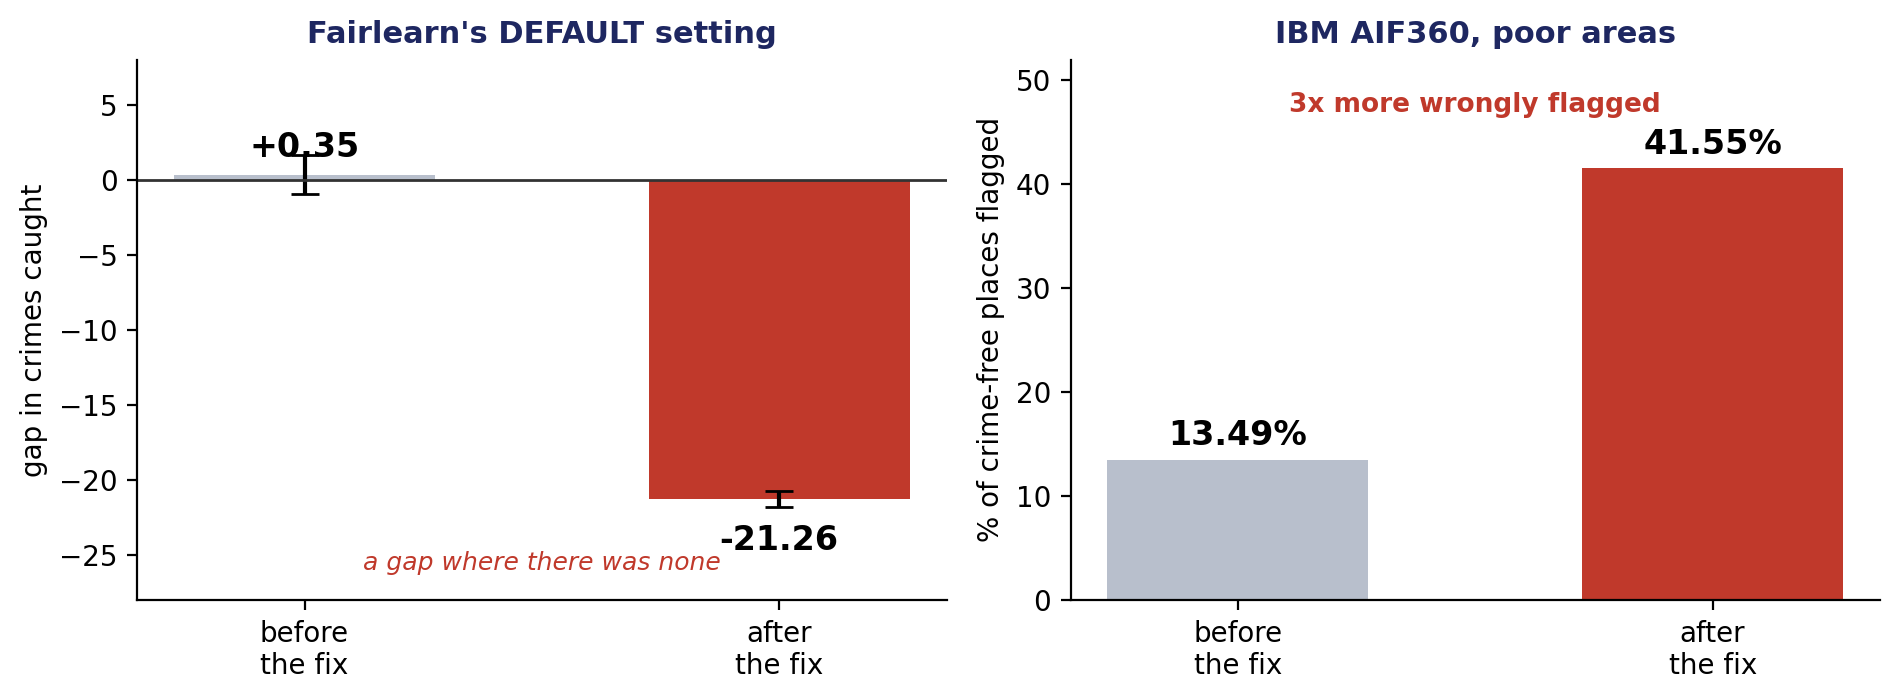 Fairlearn's DEFAULT setting
gap in crimes caught
5
0
−5
−10
−15
−20
−25
+0.35
-21.26
a gap where there was none
before
the fix
after
the fix
IBM AIF360, poor areas
% of crime-free places flagged
50
40
30
20
10
0
3x more wrongly flagged
41.55%
13.49%
before
the fix
after
the fix